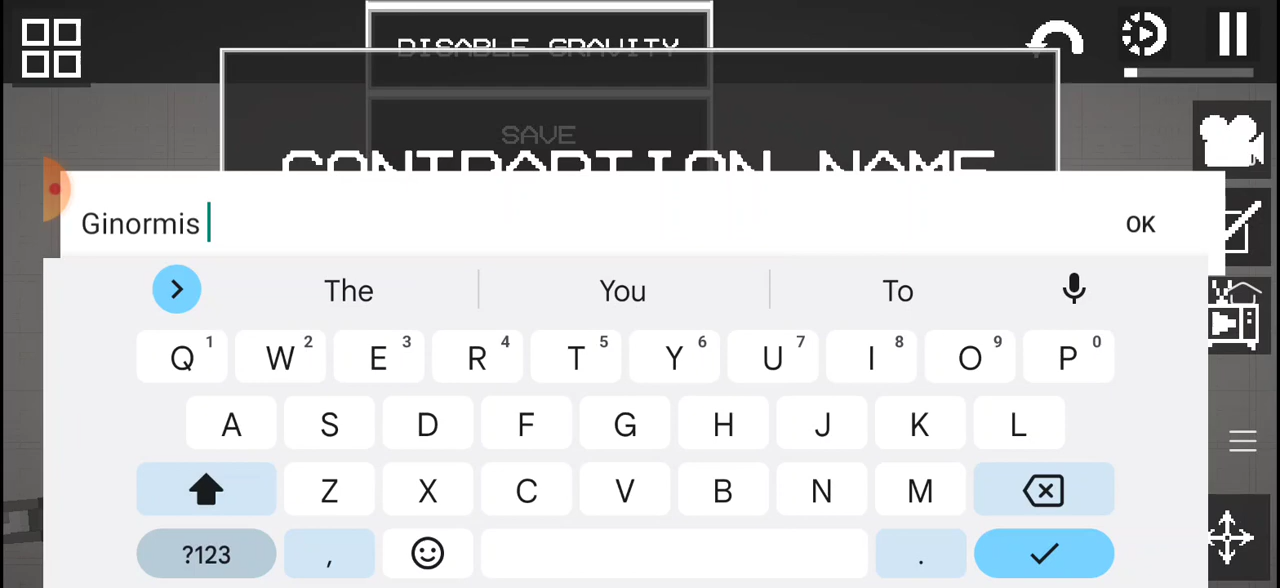 DISABLE GRAVITY
SAVE
CONTRAPTION NAME
Ginormis
OK
The You To
Q 1 W 2 E 3 R 4 T 5 Y 6 U 7 I 8 O 9 P 0
A S D F G H J K L
Z X C V B N M
?123 , .